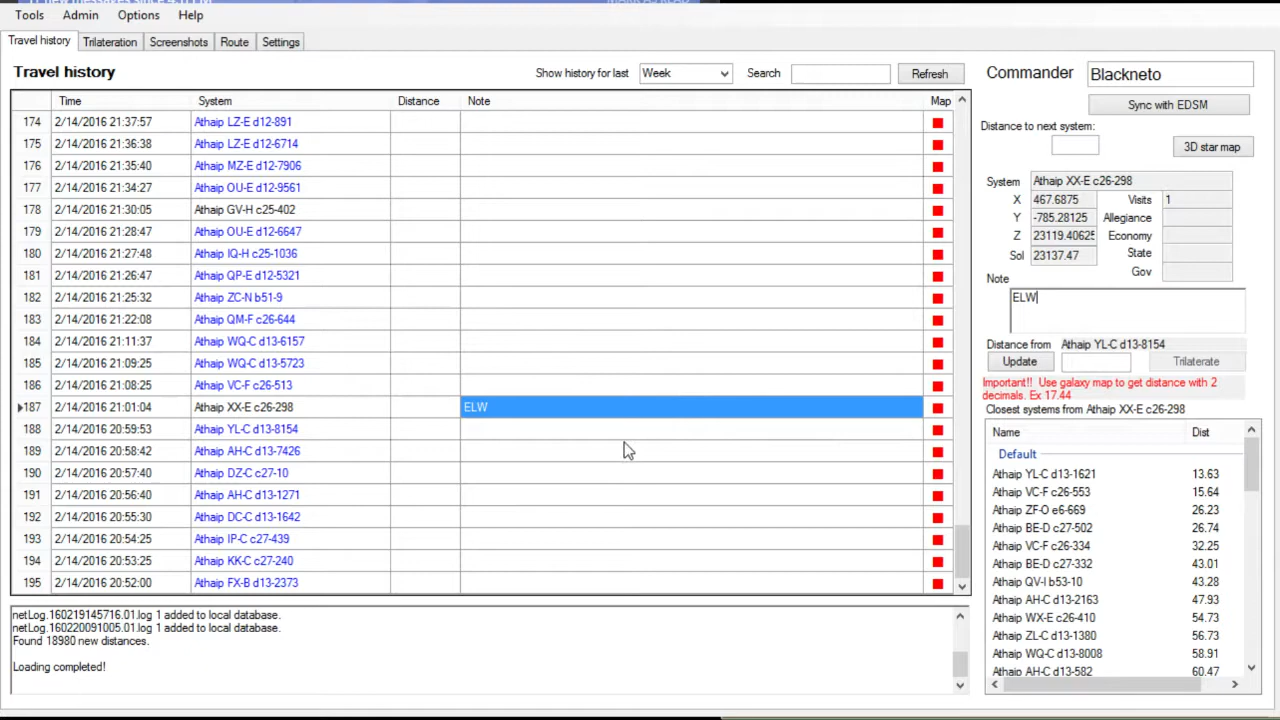 Tools Admin Options Help
Travel history Trilateration Screenshots Route Settings
Travel history Show history for last Week Search Refresh
Time System Distance Note Map
174 2/14/2016 21:37:57 Athaip LZ-E d12-891
175 2/14/2016 21:36:38 Athaip LZ-E d12-6714
176 2/14/2016 21:35:40 Athaip MZ-E d12-7906
177 2/14/2016 21:34:27 Athaip OU-E d12-9561
178 2/14/2016 21:30:05 Athaip GV-H c25-402
179 2/14/2016 21:28:47 Athaip OU-E d12-6647
180 2/14/2016 21:27:48 Athaip IQ-H c25-1036
181 2/14/2016 21:26:47 Athaip QP-E d12-5321
182 2/14/2016 21:25:32 Athaip ZC-N b51-9
183 2/14/2016 21:22:08 Athaip QM-F c26-644
184 2/14/2016 21:11:37 Athaip WQ-C d13-6157
185 2/14/2016 21:09:25 Athaip WQ-C d13-5723
186 2/14/2016 21:08:25 Athaip VC-F c26-513
187 2/14/2016 21:01:04 Athaip XX-E c26-298 ELW
188 2/14/2016 20:59:53 Athaip YL-C d13-8154
189 2/14/2016 20:58:42 Athaip AH-C d13-7426
190 2/14/2016 20:57:40 Athaip DZ-C c27-10
191 2/14/2016 20:56:40 Athaip AH-C d13-1271
192 2/14/2016 20:55:30 Athaip DC-C d13-1642
193 2/14/2016 20:54:25 Athaip IP-C c27-439
194 2/14/2016 20:53:25 Athaip KK-C c27-240
195 2/14/2016 20:52:00 Athaip FX-B d13-2373
netLog.160219145716.01.log 1 added to local database.
netLog.160220091005.01.log 1 added to local database.
Found 18980 new distances.
Loading completed!
Commander Blackneto
Sync with EDSM
Distance to next system:
3D star map
System Athaip XX-E c26-298
X 467.6875 Visits 1
Y -785.28125 Allegiance
Z 23119.40625 Economy
Sol 23137.47 State
Gov
Note
ELW
Distance from Athaip YL-C d13-8154
Update Trilaterate
Important!! Use galaxy map to get distance with 2
decimals. Ex 17.44
Closest systems from Athaip XX-E c26-298
Name Dist
Default
Athaip YL-C d13-1621 13.63
Athaip VC-F c26-553 15.64
Athaip ZF-O e6-669 26.23
Athaip BE-D c27-502 26.74
Athaip VC-F c26-334 32.25
Athaip BE-D c27-332 43.01
Athaip QV-I b53-10 43.28
Athaip AH-C d13-2163 47.93
Athaip WX-E c26-410 54.73
Athaip ZL-C d13-1380 56.73
Athaip WQ-C d13-8008 58.91
Athaip AH-C d13-582 60.47